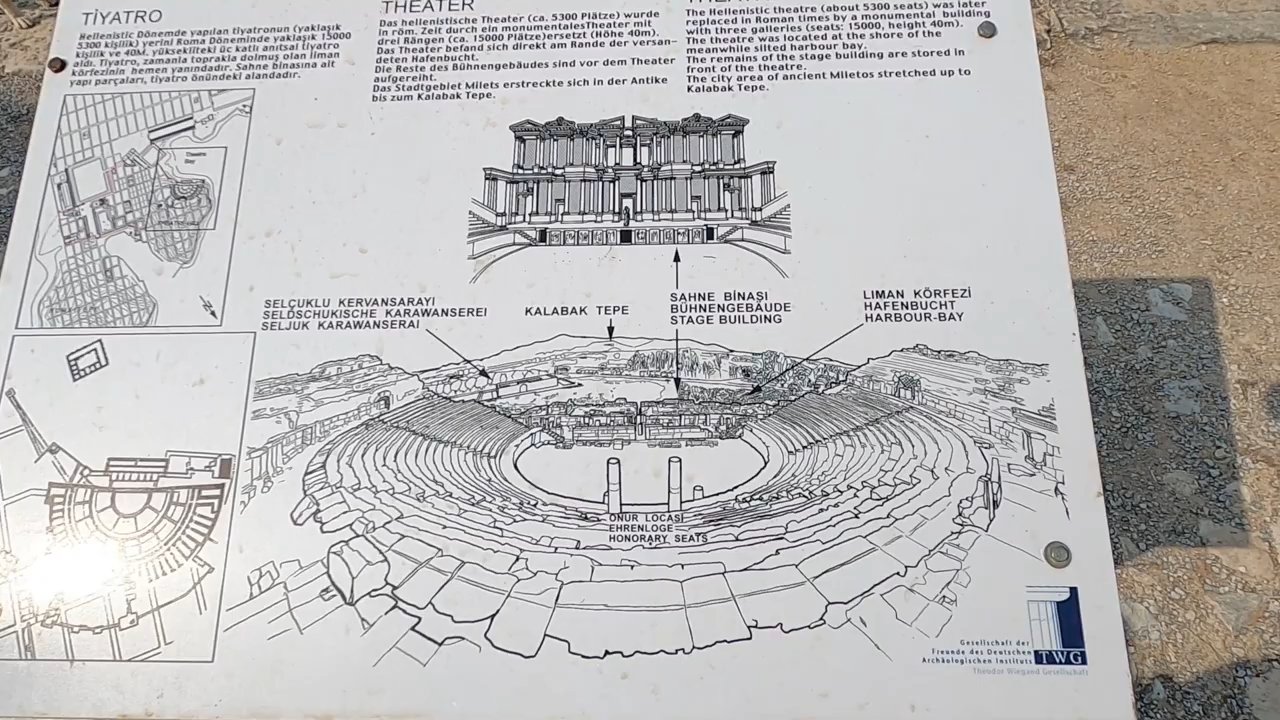 TİYATRO
Hellenistic Dönemde yapılan tiyatronun (yaklaşık
5300 kişilik) yerini Roma Döneminde yaklaşık 15000
kişilik ve 40M. yükseklikteki üc katlı anıtsal tiyatro
aldı. Tiyatro, zamanla toprakla dolmuş olan liman
körfezinin hemen yanındadır. Sahne binasına ait
yapı parçaları, tiyatro önündeki alandadır.
THEATER
Das hellenistische Theater (ca. 5300 Plätze) wurde
in röm. Zeit durch ein monumentalesTheater mit
drei Rängen (ca. 15000 Plätze)ersetzt (Höhe 40m).
Das Theater befand sich direkt am Rande der versan-
deten Hafenbucht.
Die Reste des Bühnengebäudes sind vor dem Theater
aufgereiht.
Das Stadtgebiet Milets erstreckte sich in der Antike
bis zum Kalabak Tepe.
The Hellenistic theatre (about 5300 seats) was later
replaced in Roman times by a monumental building
with three galleries (seats: 15000, height 40m).
The theatre was located at the shore of the
meanwhile silted harbour bay.
The remains of the stage building are stored in
front of the theatre.
The city area of ancient Miletos stretched up to
Kalabak Tepe.
Theatre
Bay
SELÇUKLU KERVANSARAYI
SELDSCHUKISCHE KARAWANSEREI
SELJUK KARAWANSERAI
KALABAK TEPE
SAHNE BİNAŞI
BÜHNENGEBÄUDE
STAGE BUILDING
LIMAN KÖRFEZİ
HAFENBUCHT
HARBOUR-BAY
ONUR LOCASI
EHRENLOGE
HONORARY SEATS
Gesellschaft der
Freunde des Deutschen
Archäologischen Instituts
TWG
Theodor Wiegand Gesellschaft